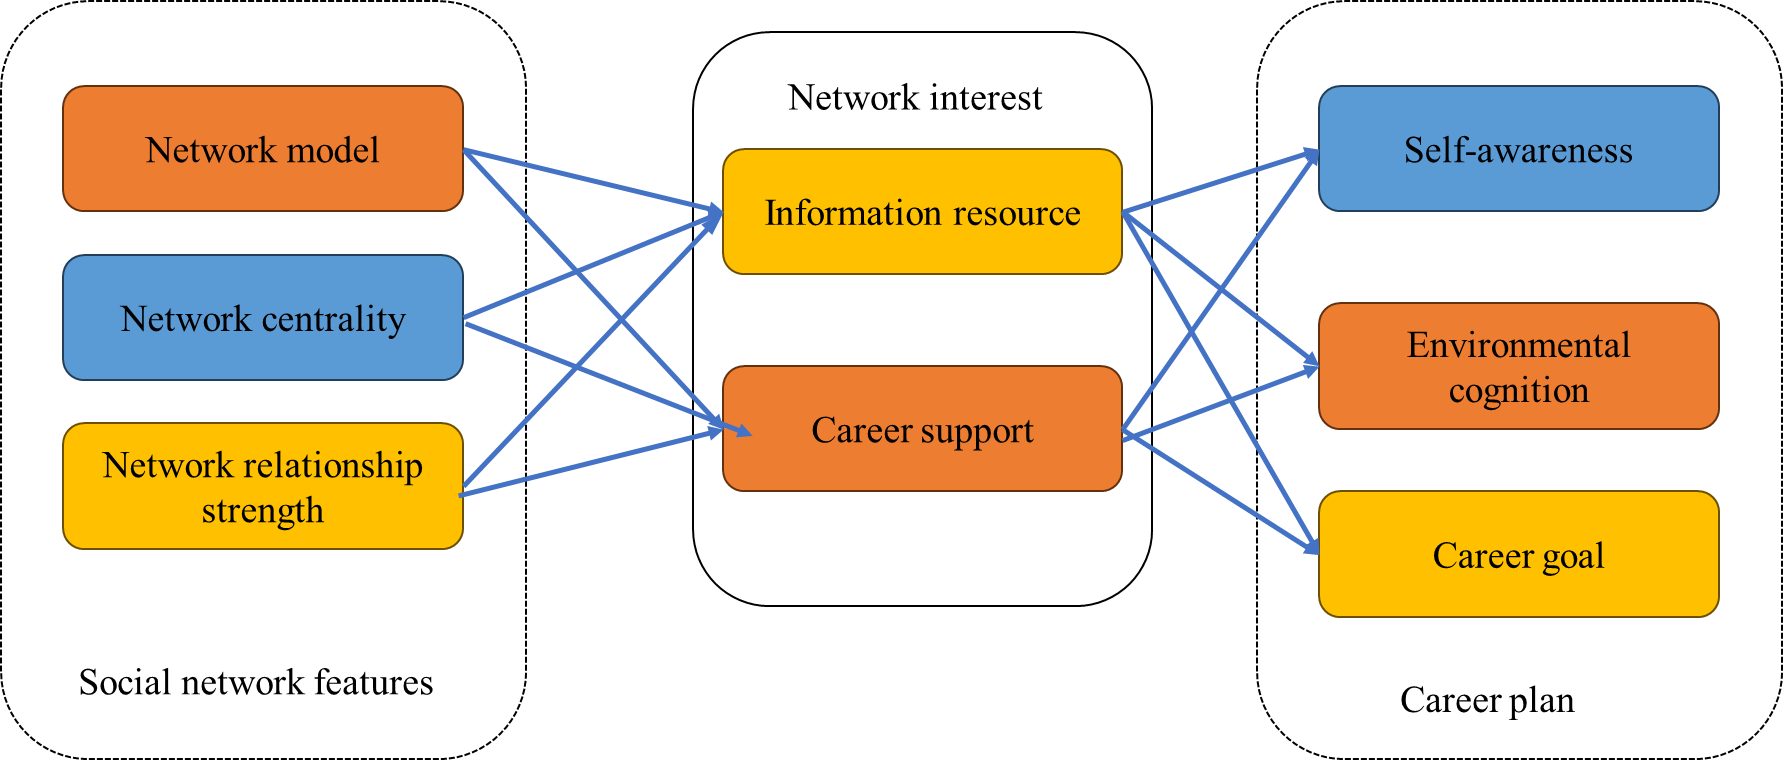 Network model
Network centrality
Network relationship
strength
Social network features
Network interest
Information resource
Career support
Self-awareness
Environmental
cognition
Career goal
Career plan